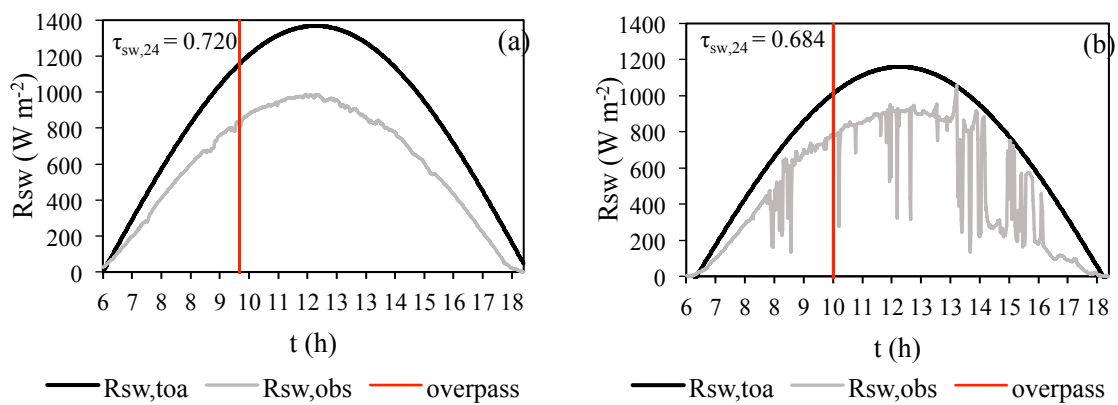 τsw,24 = 0.720
(a)
Rsw (W m-2)
1400
1200
1000
800
600
400
200
0
6 7 8 9 10 11 12 13 14 15 16 17 18
t (h)
Rsw,toa Rsw,obs overpass
τsw,24 = 0.684
(b)
Rsw (W m-2)
1400
1200
1000
800
600
400
200
0
6 7 8 9 10 11 12 13 14 15 16 17 18
t (h)
Rsw,toa Rsw,obs overpass